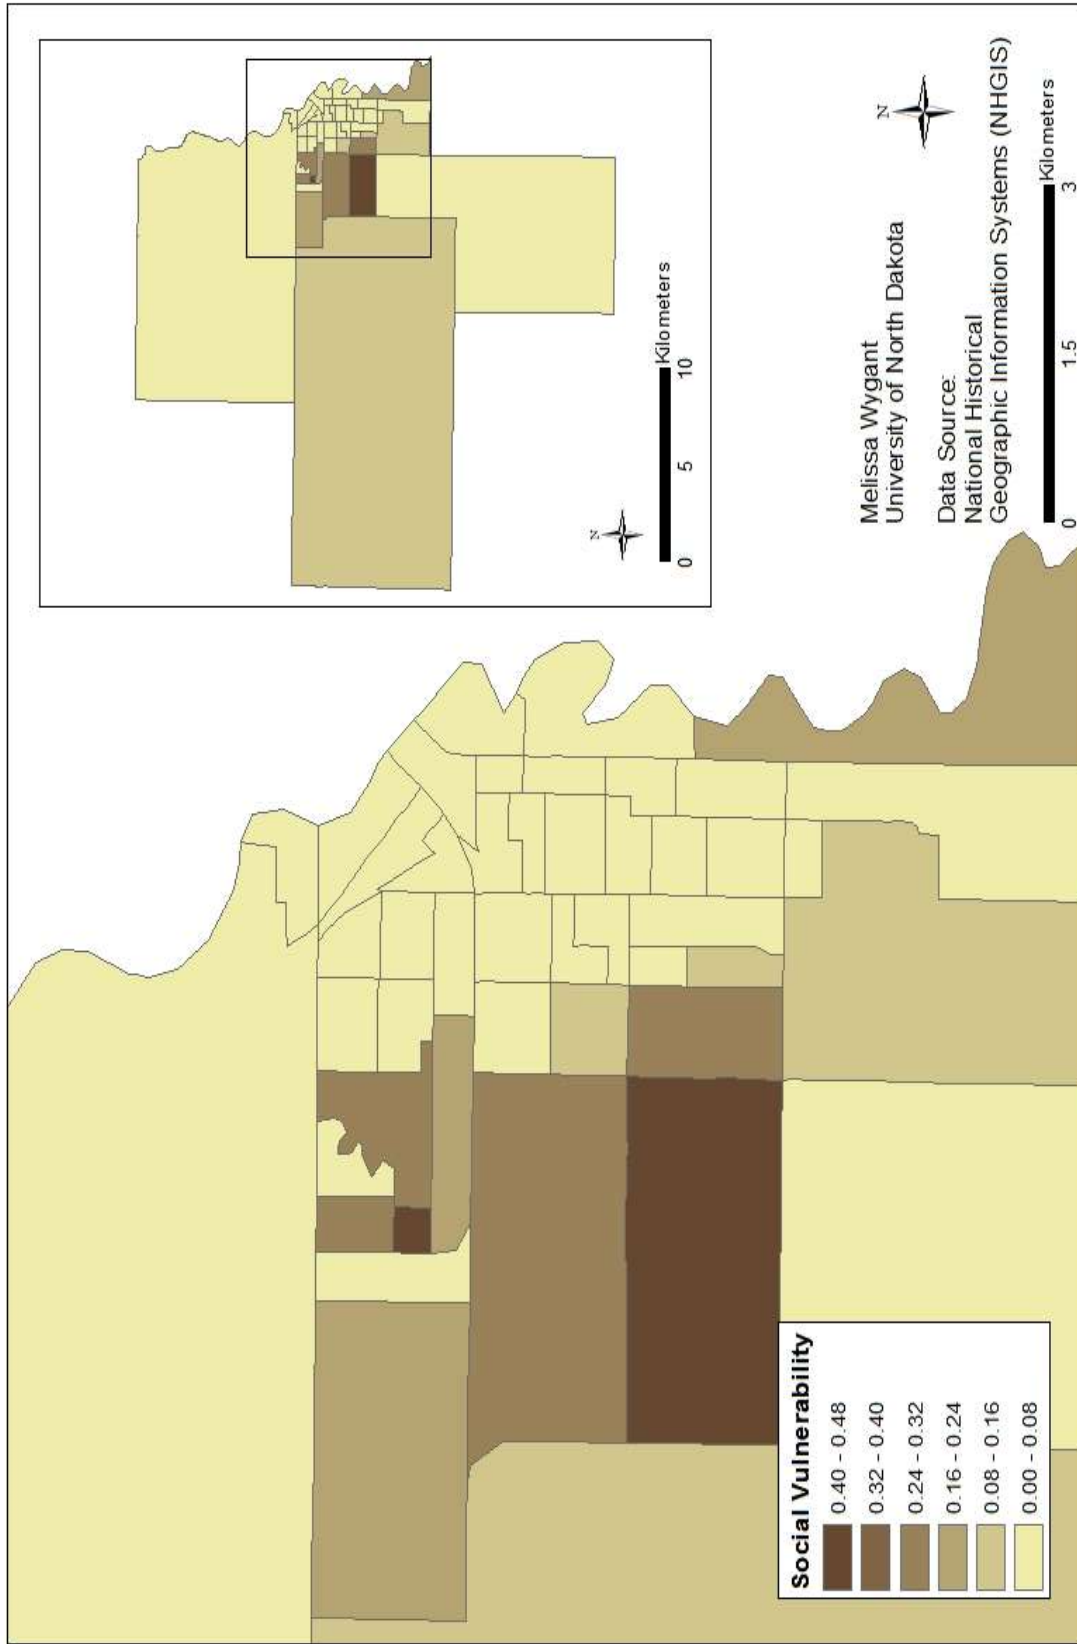 N
Kilometers
0
5
10
N
Melissa Wygant
University of North Dakota
Data Source:
National Historical
Geographic Information Systems (NHGIS)
Kilometers
0
1.5
3
Social Vulnerability
0.40 - 0.48
0.32 - 0.40
0.24 - 0.32
0.16 - 0.24
0.08 - 0.16
0.00 - 0.08